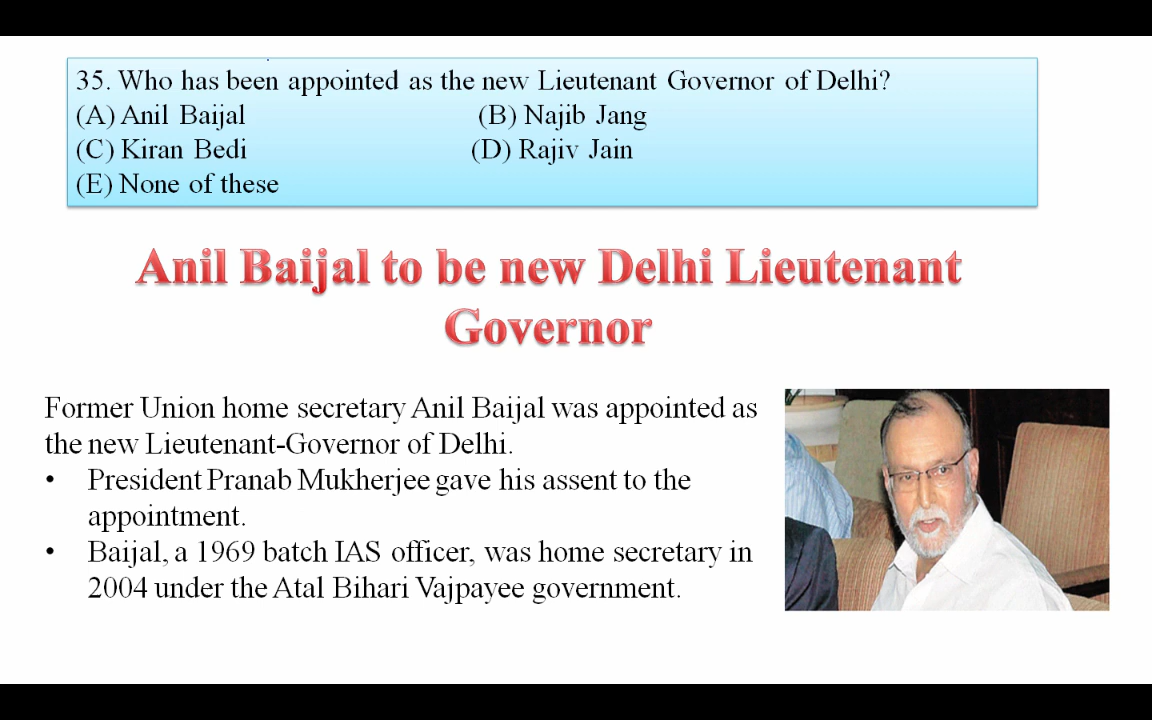 35. Who has been appointed as the new Lieutenant Governor of Delhi?
(A) Anil Baijal (B) Najib Jang
(C) Kiran Bedi (D) Rajiv Jain
(E) None of these
Anil Baijal to be new Delhi Lieutenant
Governor
Former Union home secretary Anil Baijal was appointed as
the new Lieutenant-Governor of Delhi.
• President Pranab Mukherjee gave his assent to the
appointment.
• Baijal, a 1969 batch IAS officer, was home secretary in
2004 under the Atal Bihari Vajpayee government.